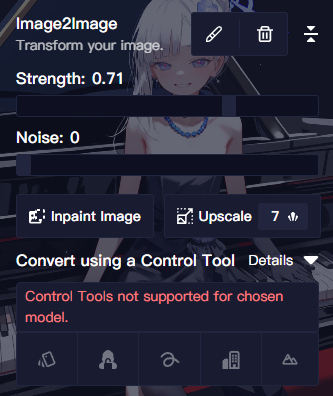 Image2Image
Transform your image.
Strength: 0.71
Noise: 0
Inpaint Image
Upscale 7
Convert using a Control Tool Details
Control Tools not supported for chosen
model.